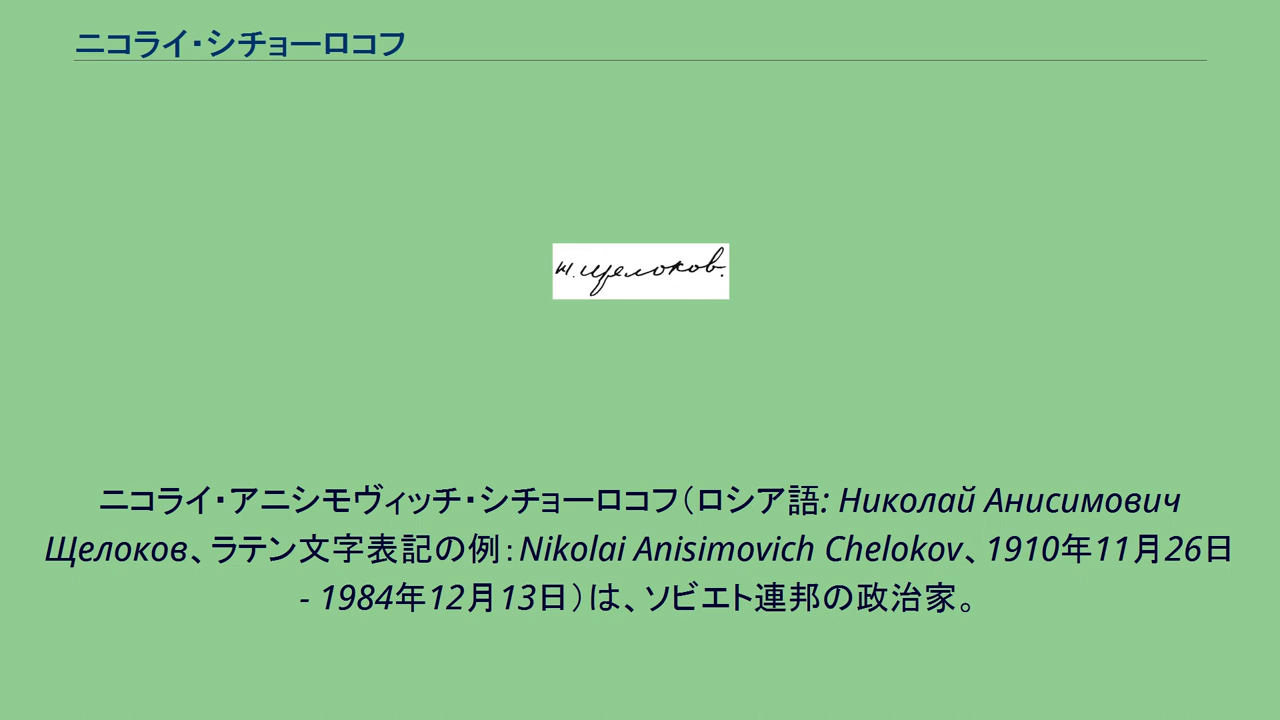 ニコライ・シチョーロコフ
н. Щелоков.
ニコライ・アニシモヴィッチ・シチョーロコフ（ロシア語: Николай Анисимович
Щелоков、ラテン文字表記の例：Nikolai Anisimovich Chelokov、1910年11月26日
- 1984年12月13日）は、ソビエト連邦の政治家。